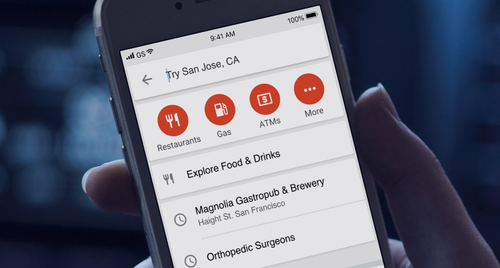 GS 9:41 AM 100%
Try San Jose, CA
Restaurants Gas ATMs More
Explore Food & Drinks
Magnolia Gastropub & Brewery
Haight St. San Francisco
Orthopedic Surgeons